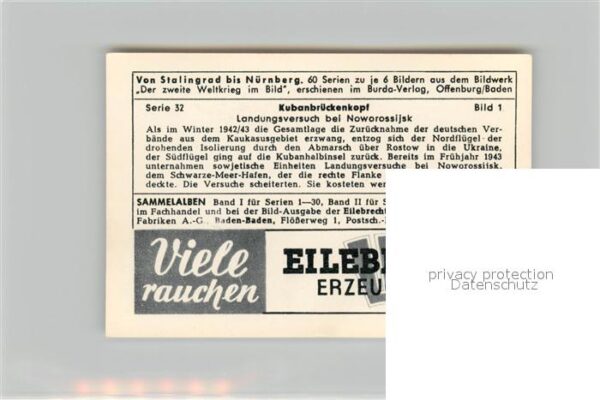 Von Stalingrad bis Nürnberg. 60 Serien zu je 6 Bildern aus dem Bildwerk
„Der zweite Weltkrieg im Bild", erschienen im Burda-Verlag, Offenburg/Baden
Serie 32 Kubanbrückenkopf Bild 1
Landungsversuch bei Noworossijsk
Als im Winter 1942/43 die Gesamtlage die Zurücknahme der deutschen Ver-
bände aus dem Kaukasusgebiet erzwang, entzog sich der Nordflügel der
drohenden Isolierung durch den Abmarsch über Rostow in die Ukraine,
der Südflügel ging auf die Kubanhalbinsel zurück. Bereits im Frühjahr 1943
unternahmen sowjetische Einheiten Landungsversuche bei Noworossisk.
dem Schwarze-Meer-Hafen, der die rechte Flanke
deckte. Die Versuche scheiterten. Sie kosteten
SAMMELALBEN Band I für Serien 1—30, Band II für
im Fachhandel und bei der Bild-Ausgabe der
Fabriken A.-G., Baden-Baden, Flößerweg 1, Postsch.-
Viele
rauchen
EILEB
ERZEU
privacy protection
Datenschutz